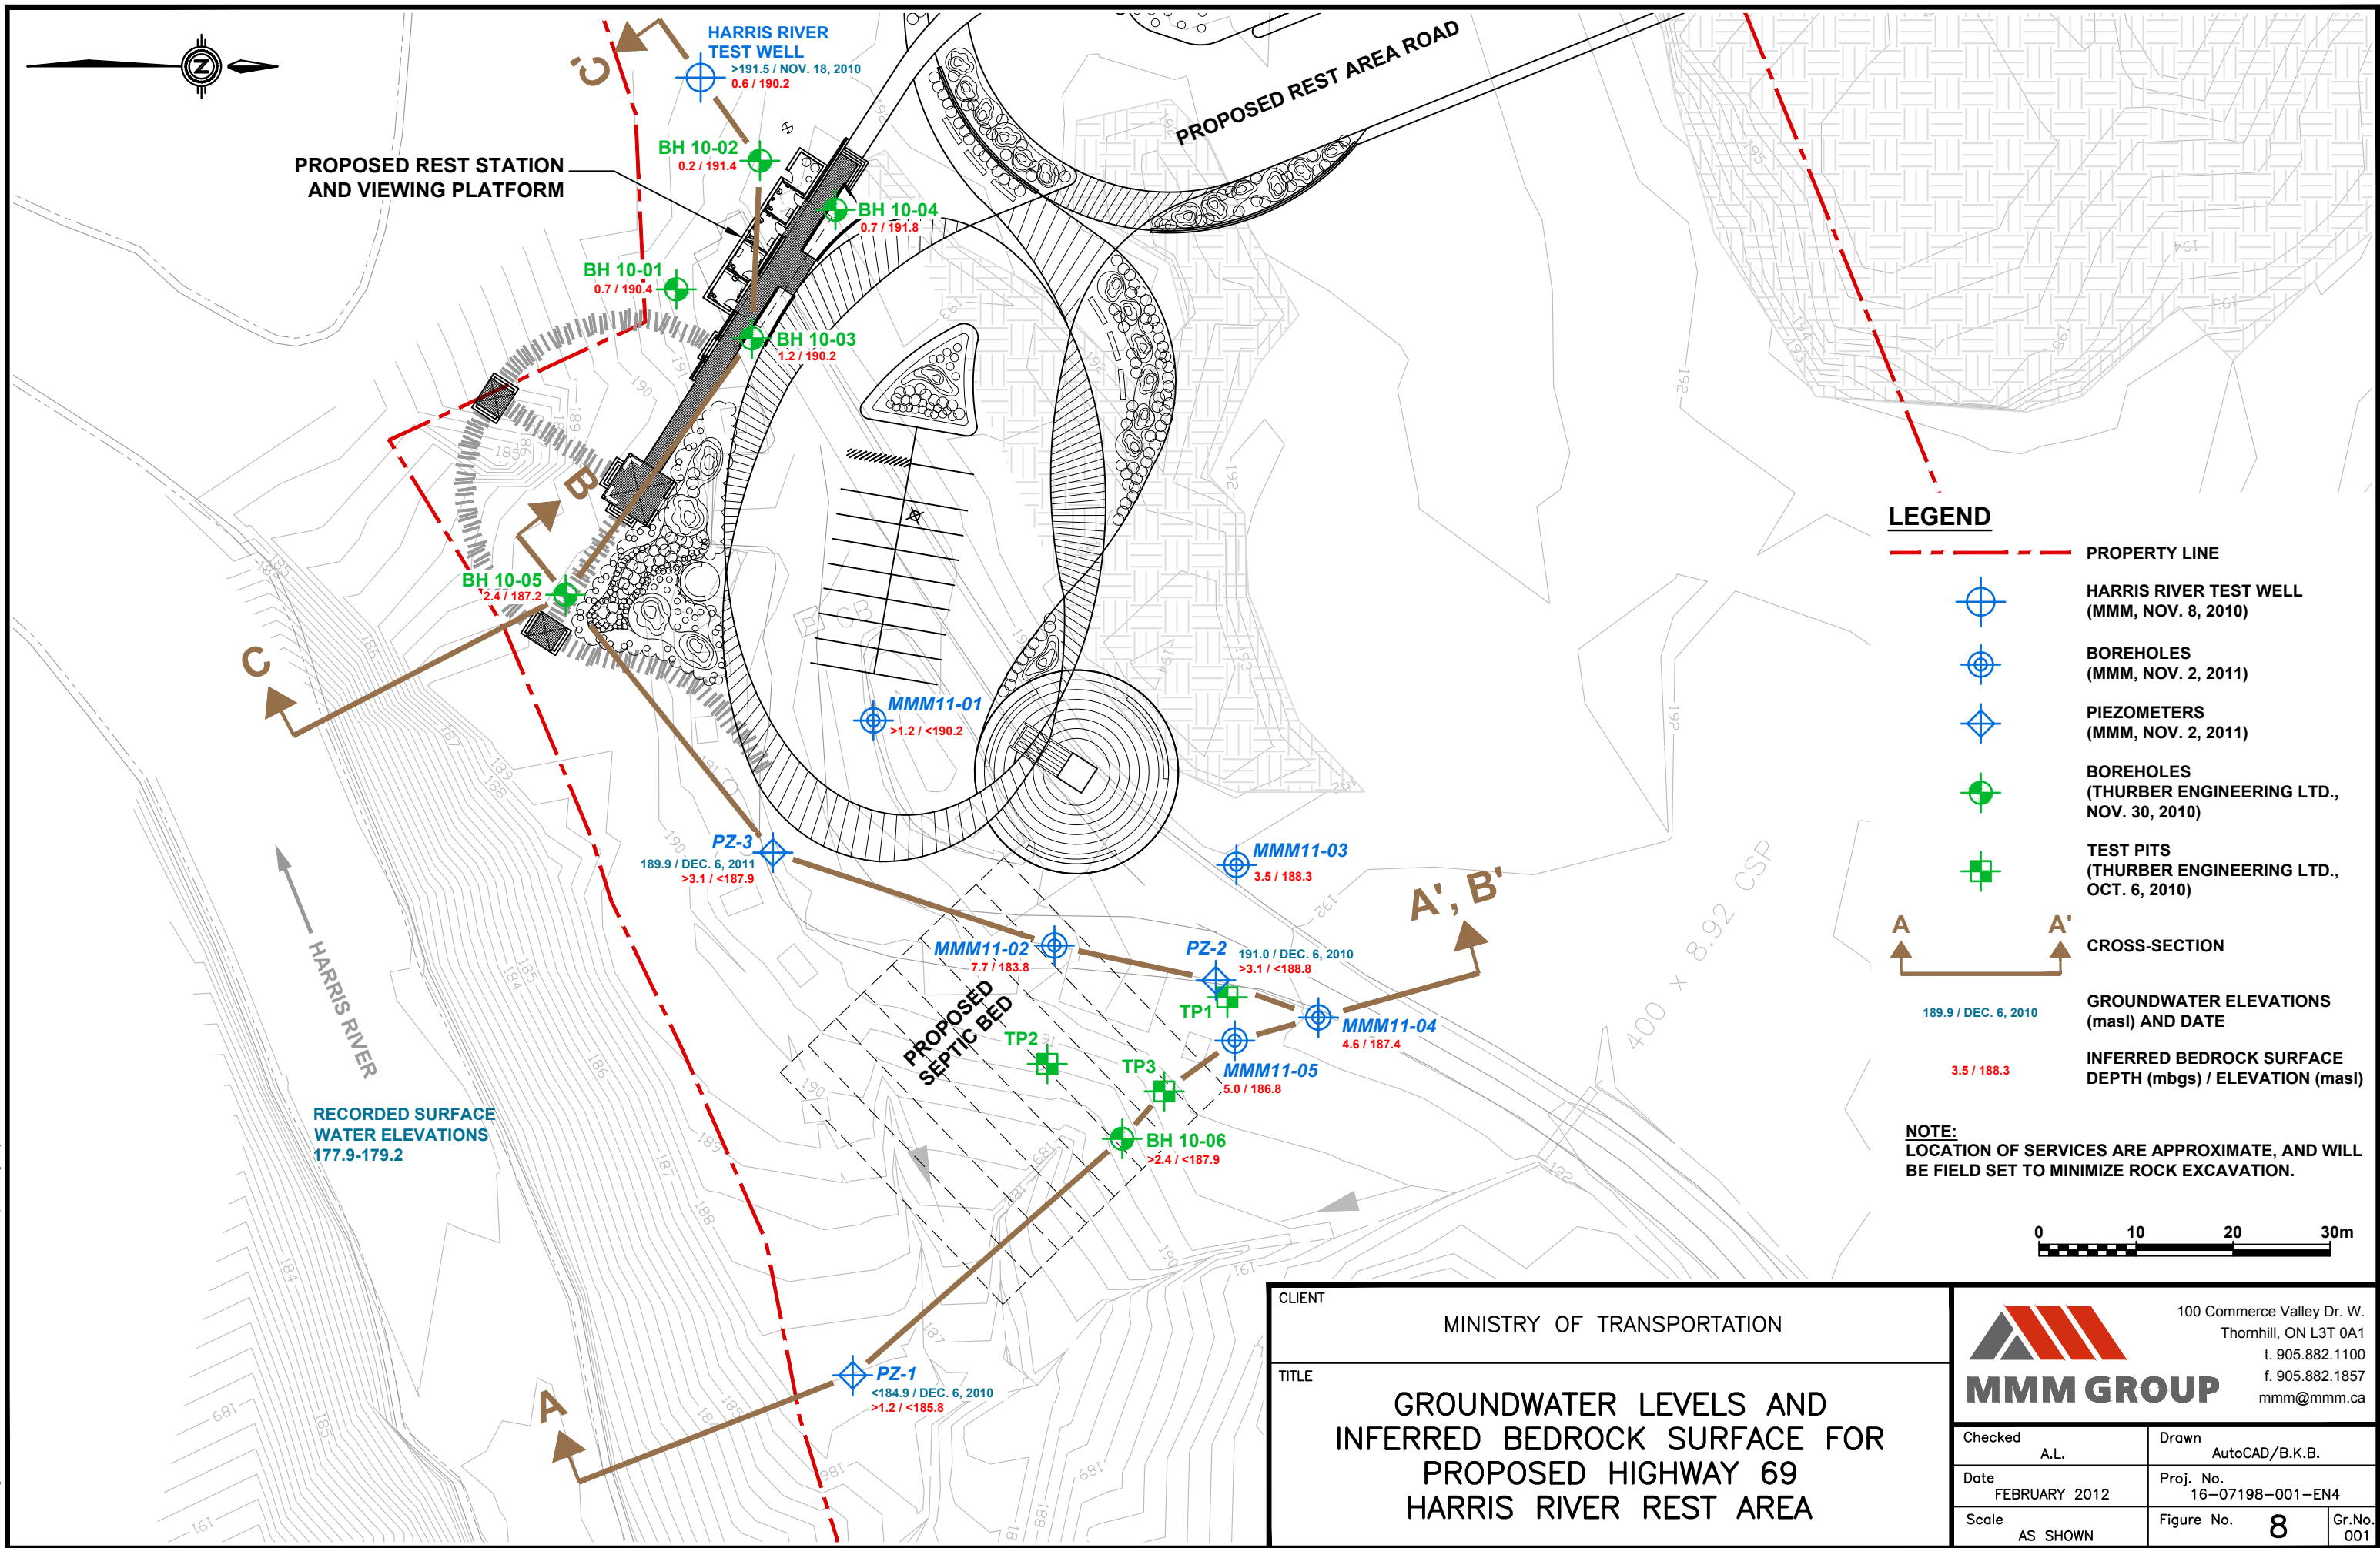 Z
HARRIS RIVER
TEST WELL
>191.5 / NOV. 18, 2010
0.6 / 190.2
C'
PROPOSED REST AREA ROAD
PROPOSED REST STATION
AND VIEWING PLATFORM
BH 10-02
0.2 / 191.4
BH 10-04
0.7 / 191.8
BH 10-01
0.7 / 190.4
BH 10-03
1.2 / 190.2
B
BH 10-05
2.4 / 187.2
C
MMM11-01
>1.2 / <190.2
CB
PZ-3
189.9 / DEC. 6, 2011
>3.1 / <187.9
MMM11-03
3.5 / 188.3
A', B'
MMM11-02
7.7 / 183.8
PZ-2
191.0 / DEC. 6, 2010
>3.1 / <188.8
TP1
MMM11-04
4.6 / 187.4
PROPOSED
SEPTIC BED
TP2
TP3
MMM11-05
5.0 / 186.8
BH 10-06
>2.4 / <187.9
400 x 8.92 CSP
HARRIS RIVER
RECORDED SURFACE
WATER ELEVATIONS
177.9-179.2
PZ-1
<184.9 / DEC. 6, 2010
>1.2 / <185.8
A
192
195
194
193
192
191
190
189
188
187
186
185
184
LEGEND
PROPERTY LINE
HARRIS RIVER TEST WELL
(MMM, NOV. 8, 2010)
BOREHOLES
(MMM, NOV. 2, 2011)
PIEZOMETERS
(MMM, NOV. 2, 2011)
BOREHOLES
(THURBER ENGINEERING LTD.,
NOV. 30, 2010)
TEST PITS
(THURBER ENGINEERING LTD.,
OCT. 6, 2010)
A A'
CROSS-SECTION
189.9 / DEC. 6, 2010
GROUNDWATER ELEVATIONS
(masl) AND DATE
3.5 / 188.3
INFERRED BEDROCK SURFACE
DEPTH (mbgs) / ELEVATION (masl)
NOTE:
LOCATION OF SERVICES ARE APPROXIMATE, AND WILL
BE FIELD SET TO MINIMIZE ROCK EXCAVATION.
0 10 20 30m
CLIENT
MINISTRY OF TRANSPORTATION
TITLE
GROUNDWATER LEVELS AND
INFERRED BEDROCK SURFACE FOR
PROPOSED HIGHWAY 69
HARRIS RIVER REST AREA
MMM GROUP
100 Commerce Valley Dr. W.
Thornhill, ON L3T 0A1
t. 905.882.1100
f. 905.882.1857
mmm@mmm.ca
Checked
A.L.
Drawn
AutoCAD/B.K.B.
Date
FEBRUARY 2012
Proj. No.
16-07198-001-EN4
Scale
AS SHOWN
Figure No. 8
Gr.No.
001